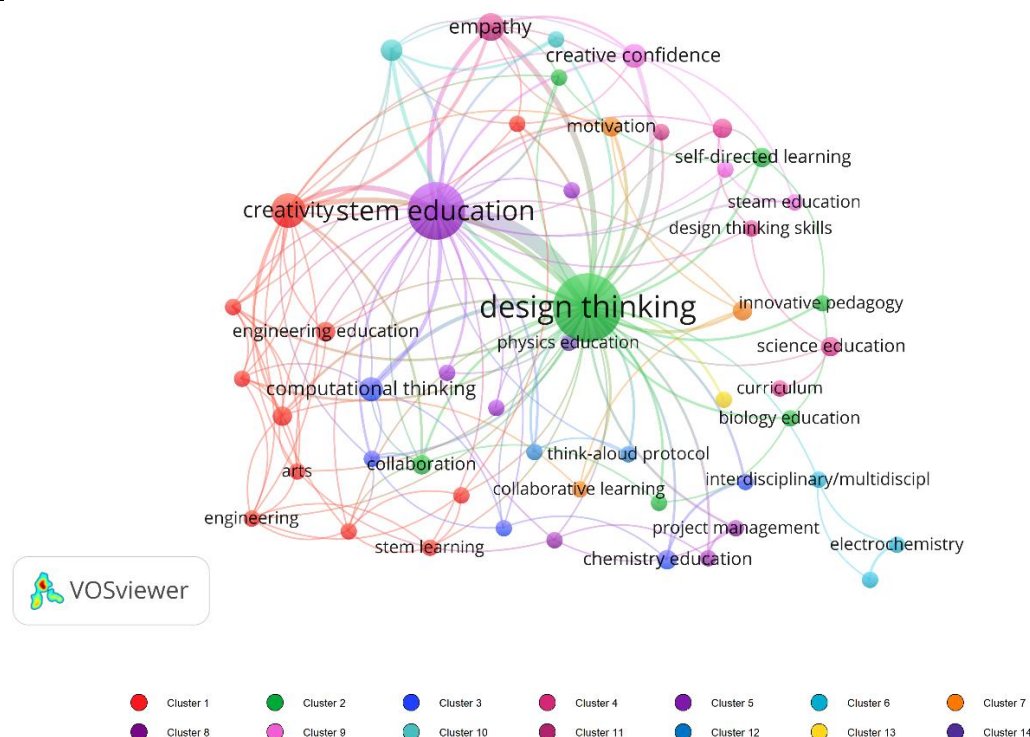 empathy
creative confidence
motivation
self-directed learning
steam education
design thinking skills
creativity
stem education
design thinking
innovative pedagogy
engineering education
physics education
science education
computational thinking
curriculum
biology education
think-aloud protocol
collaboration
arts
interdisciplinary/multidiscipl
collaborative learning
engineering
project management
stem learning
chemistry education
electrochemistry
VOSviewer
Cluster 1
Cluster 2
Cluster 3
Cluster 4
Cluster 5
Cluster 6
Cluster 7
Cluster 8
Cluster 9
Cluster 10
Cluster 11
Cluster 12
Cluster 13
Cluster 14